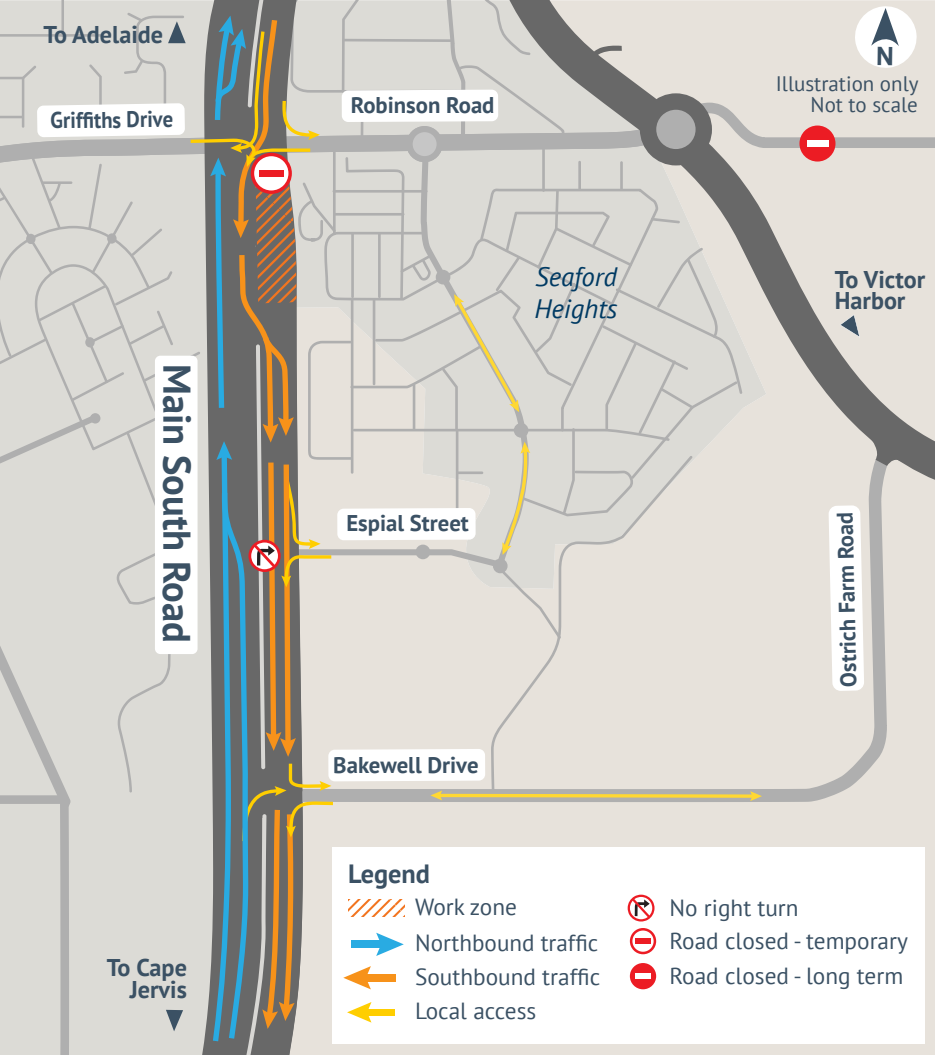 To Adelaide
N
Illustration only
Not to scale
Griffiths Drive
Robinson Road
Seaford
Heights
To Victor
Harbor
Main South Road
Espial Street
Ostrich Farm Road
Bakewell Drive
To Cape
Jervis
Legend
Work zone
Northbound traffic
Southbound traffic
Local access
No right turn
Road closed - temporary
Road closed - long term